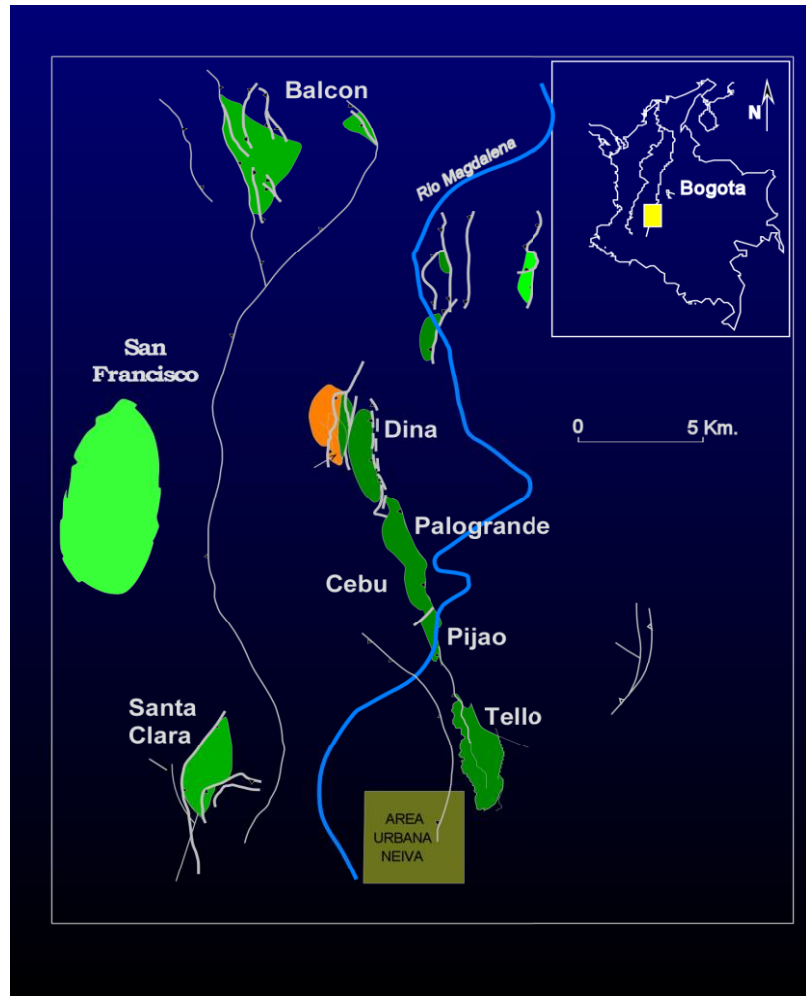 Balcon
N
Rio Magdalena
Bogota
San
Francisco
0 5 Km.
Dina
Palogrande
Cebu
Pijao
Santa
Clara
Tello
AREA
URBANA
NEIVA